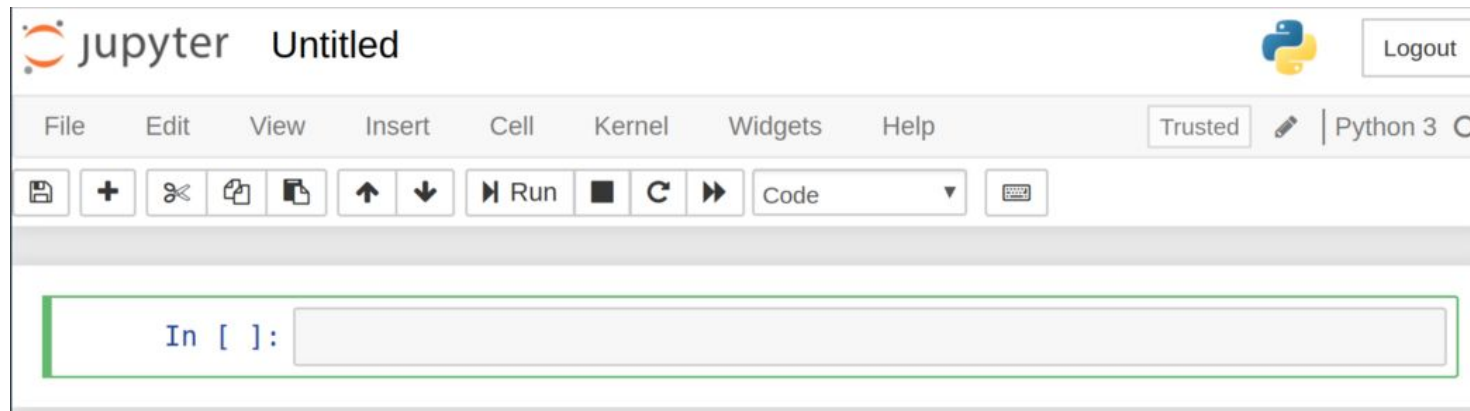 jupyter Untitled Logout
File Edit View Insert Cell Kernel Widgets Help Trusted Python 3
Run Code
In [ ]: